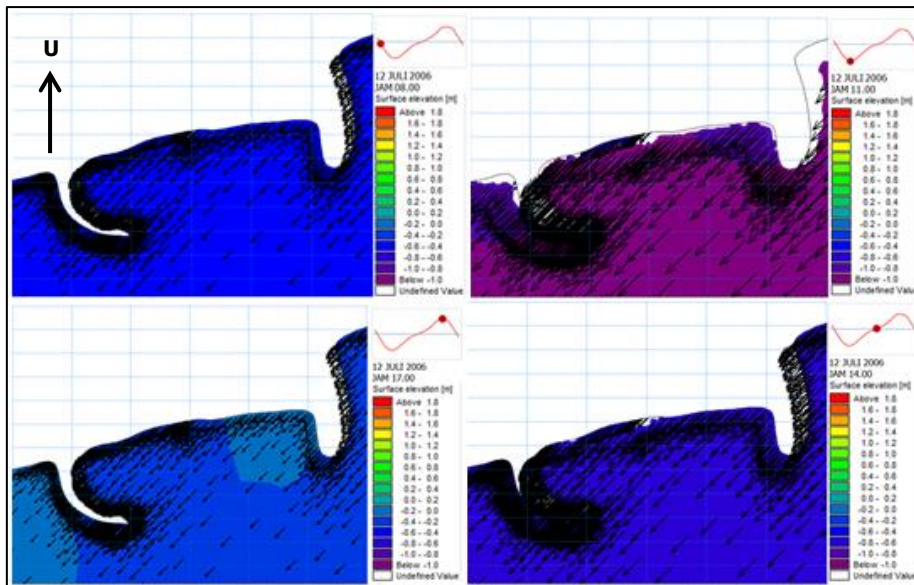 U
12 JULI 2006
JAM 08.00
Surface elevation [m]
Above 1.8
1.6 - 1.8
1.4 - 1.6
1.2 - 1.4
1.0 - 1.2
0.8 - 1.0
0.6 - 0.8
0.4 - 0.6
0.2 - 0.4
0.0 - 0.2
-0.2 - 0.0
-0.4 - -0.2
-0.6 - -0.4
-0.8 - -0.6
-1.0 - -0.8
Below -1.0
Undefined Value
12 JULI 2006
JAM 11.00
Surface elevation [m]
Above 1.8
1.6 - 1.8
1.4 - 1.6
1.2 - 1.4
1.0 - 1.2
0.8 - 1.0
0.6 - 0.8
0.4 - 0.6
0.2 - 0.4
0.0 - 0.2
-0.2 - 0.0
-0.4 - -0.2
-0.6 - -0.4
-0.8 - -0.6
-1.0 - -0.8
Below -1.0
Undefined Value
12 JULI 2006
JAM 17.00
Surface elevation [m]
Above 1.8
1.6 - 1.8
1.4 - 1.6
1.2 - 1.4
1.0 - 1.2
0.8 - 1.0
0.6 - 0.8
0.4 - 0.6
0.2 - 0.4
0.0 - 0.2
-0.2 - 0.0
-0.4 - -0.2
-0.6 - -0.4
-0.8 - -0.6
-1.0 - -0.8
Below -1.0
Undefined Value
12 JULI 2006
JAM 14.00
Surface elevation [m]
Above 1.8
1.6 - 1.8
1.4 - 1.6
1.2 - 1.4
1.0 - 1.2
0.8 - 1.0
0.6 - 0.8
0.4 - 0.6
0.2 - 0.4
0.0 - 0.2
-0.2 - 0.0
-0.4 - -0.2
-0.6 - -0.4
-0.8 - -0.6
-1.0 - -0.8
Below -1.0
Undefined Value